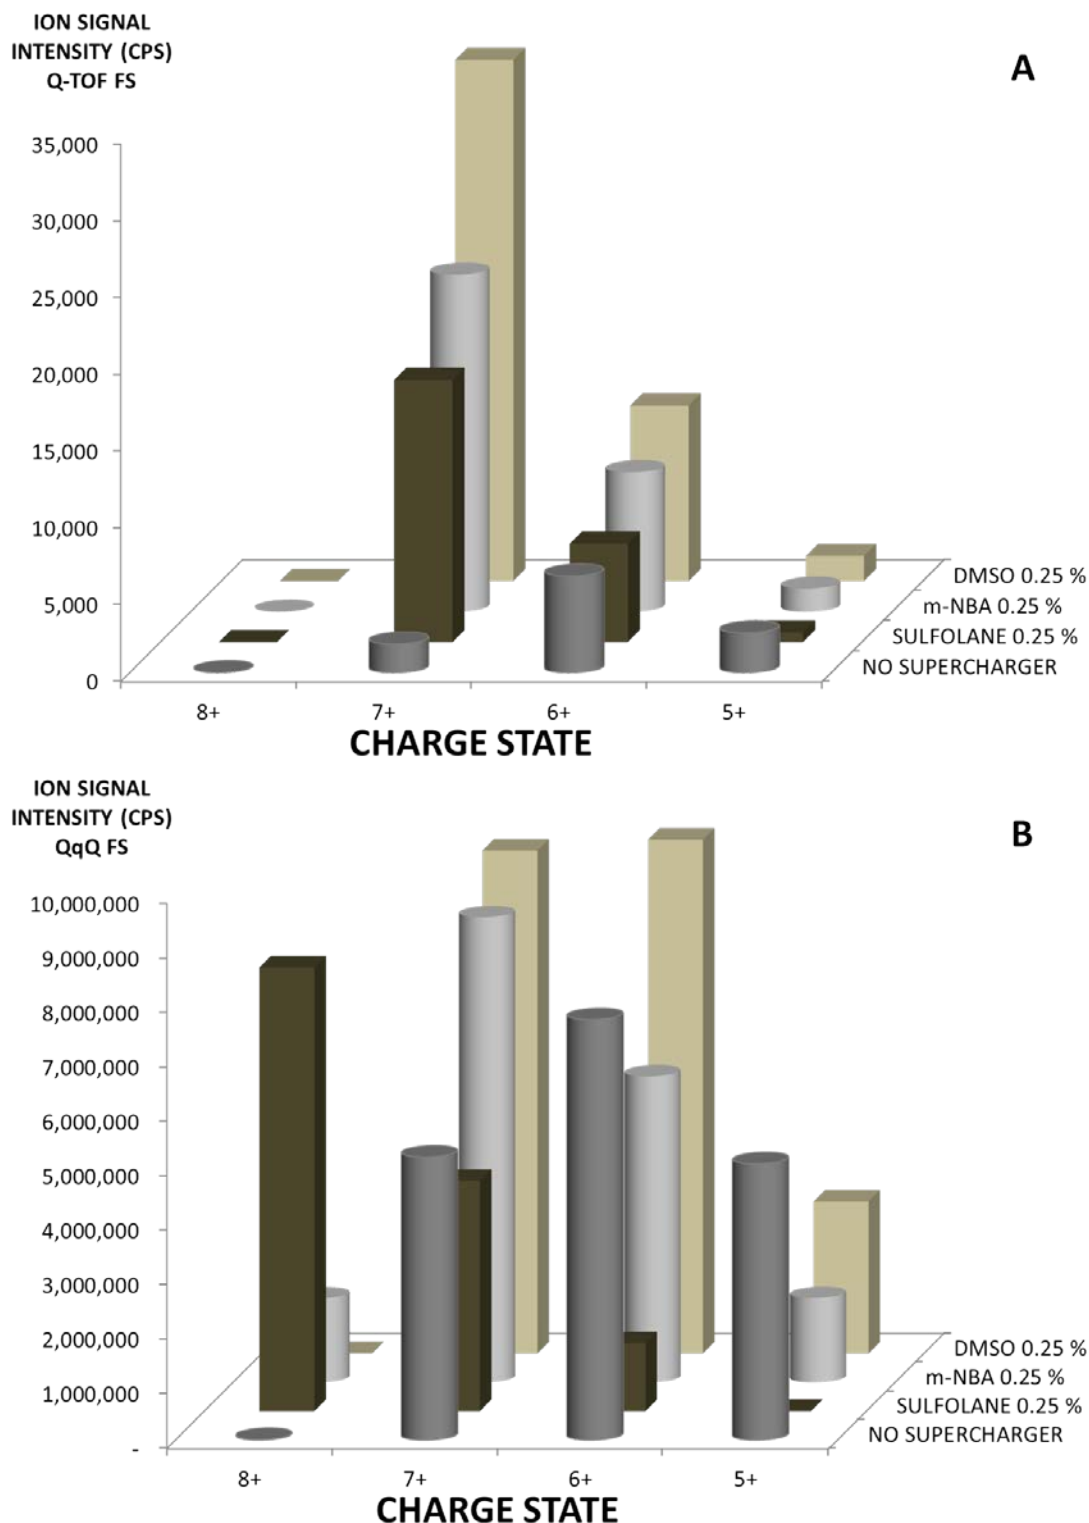 ION SIGNAL
INTENSITY (CPS)
Q-TOF FS
A
35,000
30,000
25,000
20,000
15,000
10,000
5,000
0
DMSO 0.25 %
m-NBA 0.25 %
SULFOLANE 0.25 %
NO SUPERCHARGER
8+ 7+ 6+ 5+
CHARGE STATE
ION SIGNAL
INTENSITY (CPS)
QqQ FS
B
10,000,000
9,000,000
8,000,000
7,000,000
6,000,000
5,000,000
4,000,000
3,000,000
2,000,000
1,000,000
-
DMSO 0.25 %
m-NBA 0.25 %
SULFOLANE 0.25 %
NO SUPERCHARGER
8+ 7+ 6+ 5+
CHARGE STATE